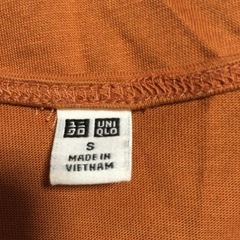 ユニ UNI
クロ QLO
S
MADE IN
VIETNAM